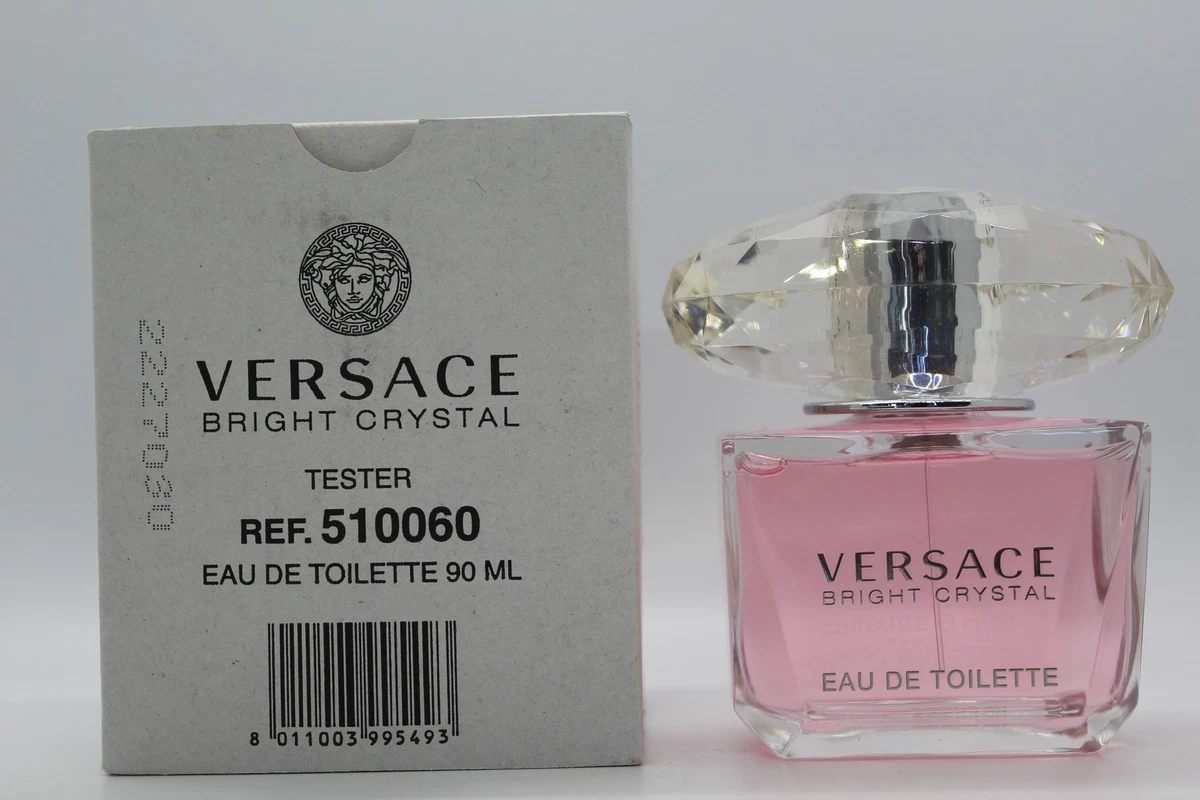 VERSACE
BRIGHT CRYSTAL
TESTER
REF. 510060
EAU DE TOILETTE 90 ML
8 011003 995493
VERSACE
BRIGHT CRYSTAL
EAU DE TOILETTE